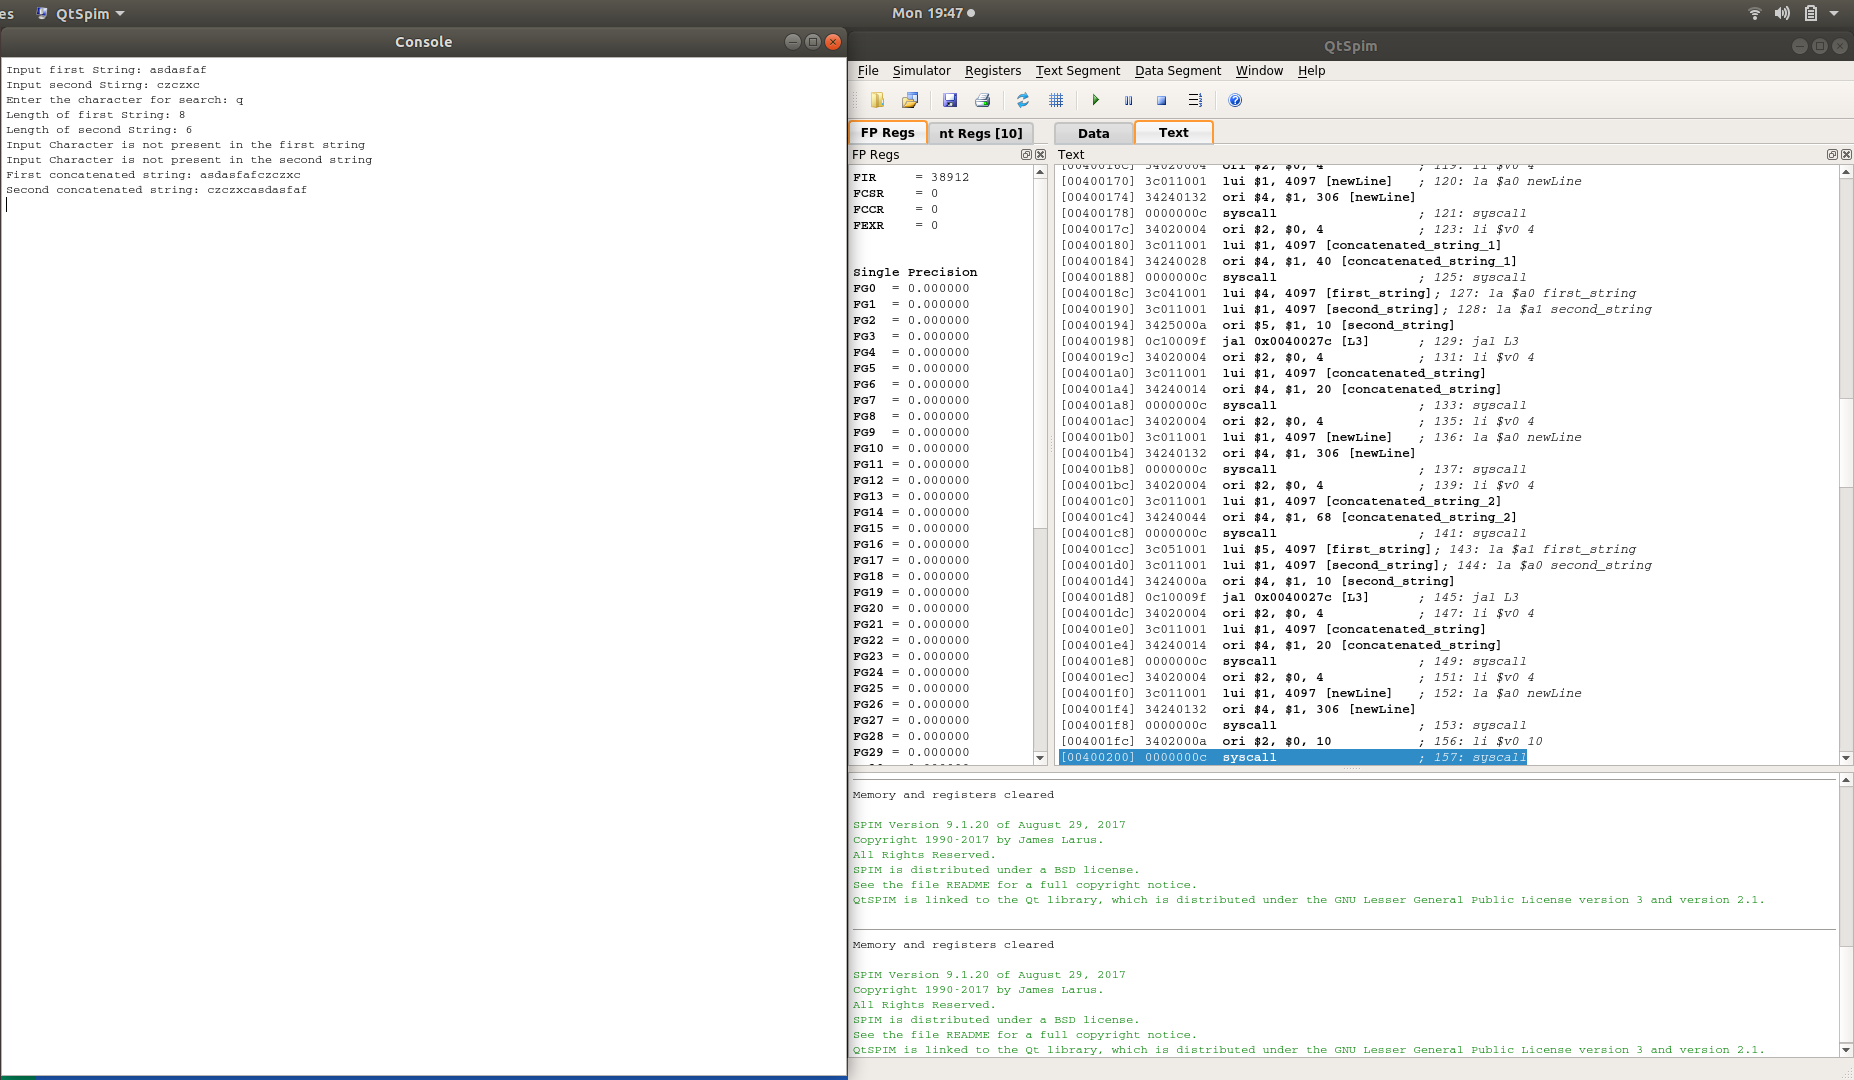 es QtSpim Mon 19:47
Console
Input first String: asdasfaf
Input second Stirng: czczxc
Enter the character for search: q
Length of first String: 8
Length of second String: 6
Input Character is not present in the first string
Input Character is not present in the second string
First concatenated string: asdasfafczczxc
Second concatenated string: czczxcasdasfaf
QtSpim
File Simulator Registers Text Segment Data Segment Window Help
FP Regs nt Regs [10] Data Text
FP Regs
FIR = 38912
FCSR = 0
FCCR = 0
FEXR = 0
Single Precision
FG0 = 0.000000
FG1 = 0.000000
FG2 = 0.000000
FG3 = 0.000000
FG4 = 0.000000
FG5 = 0.000000
FG6 = 0.000000
FG7 = 0.000000
FG8 = 0.000000
FG9 = 0.000000
FG10 = 0.000000
FG11 = 0.000000
FG12 = 0.000000
FG13 = 0.000000
FG14 = 0.000000
FG15 = 0.000000
FG16 = 0.000000
FG17 = 0.000000
FG18 = 0.000000
FG19 = 0.000000
FG20 = 0.000000
FG21 = 0.000000
FG22 = 0.000000
FG23 = 0.000000
FG24 = 0.000000
FG25 = 0.000000
FG26 = 0.000000
FG27 = 0.000000
FG28 = 0.000000
FG29 = 0.000000
Text
[0040016c] 34020004 ori $2, $0, 4 ; 119: li $v0 4
[00400170] 3c011001 lui $1, 4097 [newLine] ; 120: la $a0 newLine
[00400174] 34240132 ori $4, $1, 306 [newLine]
[00400178] 0000000c syscall ; 121: syscall
[0040017c] 34020004 ori $2, $0, 4 ; 123: li $v0 4
[00400180] 3c011001 lui $1, 4097 [concatenated_string_1]
[00400184] 34240028 ori $4, $1, 40 [concatenated_string_1]
[00400188] 0000000c syscall ; 125: syscall
[0040018c] 3c041001 lui $4, 4097 [first_string]; 127: la $a0 first_string
[00400190] 3c011001 lui $1, 4097 [second_string]; 128: la $a1 second_string
[00400194] 3425000a ori $5, $1, 10 [second_string]
[00400198] 0c10009f jal 0x0040027c [L3] ; 129: jal L3
[0040019c] 34020004 ori $2, $0, 4 ; 131: li $v0 4
[004001a0] 3c011001 lui $1, 4097 [concatenated_string]
[004001a4] 34240014 ori $4, $1, 20 [concatenated_string]
[004001a8] 0000000c syscall ; 133: syscall
[004001ac] 34020004 ori $2, $0, 4 ; 135: li $v0 4
[004001b0] 3c011001 lui $1, 4097 [newLine] ; 136: la $a0 newLine
[004001b4] 34240132 ori $4, $1, 306 [newLine]
[004001b8] 0000000c syscall ; 137: syscall
[004001bc] 34020004 ori $2, $0, 4 ; 139: li $v0 4
[004001c0] 3c011001 lui $1, 4097 [concatenated_string_2]
[004001c4] 34240044 ori $4, $1, 68 [concatenated_string_2]
[004001c8] 0000000c syscall ; 141: syscall
[004001cc] 3c051001 lui $5, 4097 [first_string]; 143: la $a1 first_string
[004001d0] 3c011001 lui $1, 4097 [second_string]; 144: la $a0 second_string
[004001d4] 3424000a ori $4, $1, 10 [second_string]
[004001d8] 0c10009f jal 0x0040027c [L3] ; 145: jal L3
[004001dc] 34020004 ori $2, $0, 4 ; 147: li $v0 4
[004001e0] 3c011001 lui $1, 4097 [concatenated_string]
[004001e4] 34240014 ori $4, $1, 20 [concatenated_string]
[004001e8] 0000000c syscall ; 149: syscall
[004001ec] 34020004 ori $2, $0, 4 ; 151: li $v0 4
[004001f0] 3c011001 lui $1, 4097 [newLine] ; 152: la $a0 newLine
[004001f4] 34240132 ori $4, $1, 306 [newLine]
[004001f8] 0000000c syscall ; 153: syscall
[004001fc] 3402000a ori $2, $0, 10 ; 156: li $v0 10
[00400200] 0000000c syscall ; 157: syscall
Memory and registers cleared
SPIM Version 9.1.20 of August 29, 2017
Copyright 1990-2017 by James Larus.
All Rights Reserved.
SPIM is distributed under a BSD license.
See the file README for a full copyright notice.
QtSPIM is linked to the Qt library, which is distributed under the GNU Lesser General Public License version 3 and version 2.1.
Memory and registers cleared
SPIM Version 9.1.20 of August 29, 2017
Copyright 1990-2017 by James Larus.
All Rights Reserved.
SPIM is distributed under a BSD license.
See the file README for a full copyright notice.
QtSPIM is linked to the Qt library, which is distributed under the GNU Lesser General Public License version 3 and version 2.1.